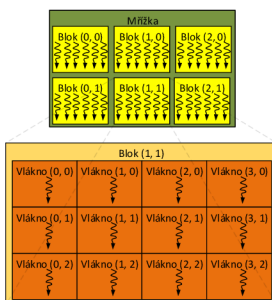 Mřížka
Blok (0, 0) Blok (1, 0) Blok (2, 0)
Blok (0, 1) Blok (1, 1) Blok (2, 1)
Blok (1, 1)
Vlákno (0, 0) Vlákno (1, 0) Vlákno (2, 0) Vlákno (3, 0)
Vlákno (0, 1) Vlákno (1, 1) Vlákno (2, 1) Vlákno (3, 1)
Vlákno (0, 2) Vlákno (1, 2) Vlákno (2, 2) Vlákno (3, 2)